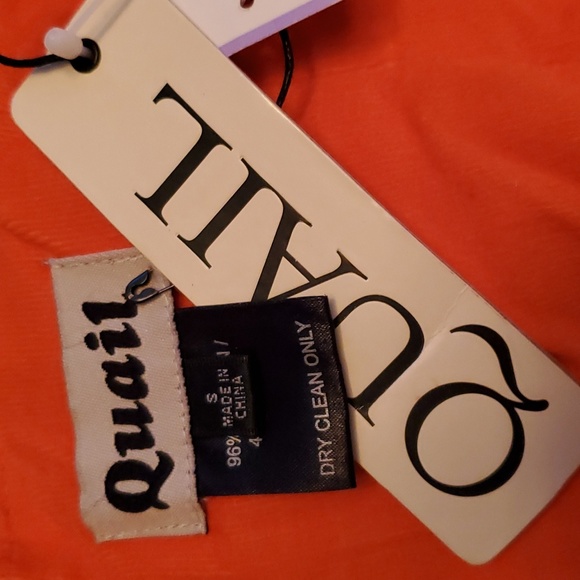 QUAIL
Quail
S
MADE IN
CHINA
96%
4
DRY CLEAN ONLY